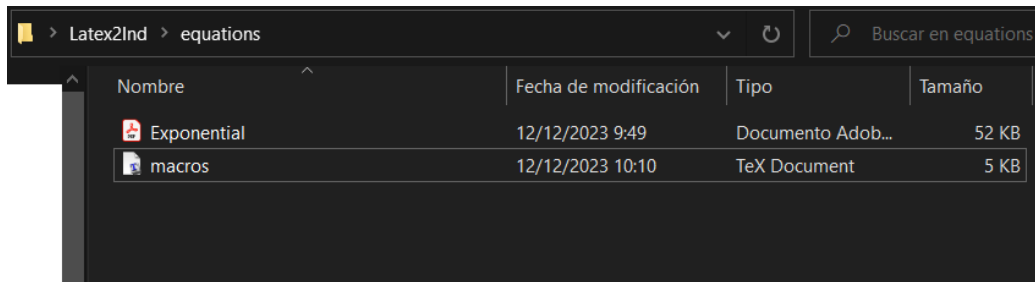 Latex2Ind > equations
Buscar en equations
Nombre Fecha de modificación Tipo Tamaño
Exponential 12/12/2023 9:49 Documento Adob... 52 KB
macros 12/12/2023 10:10 TeX Document 5 KB